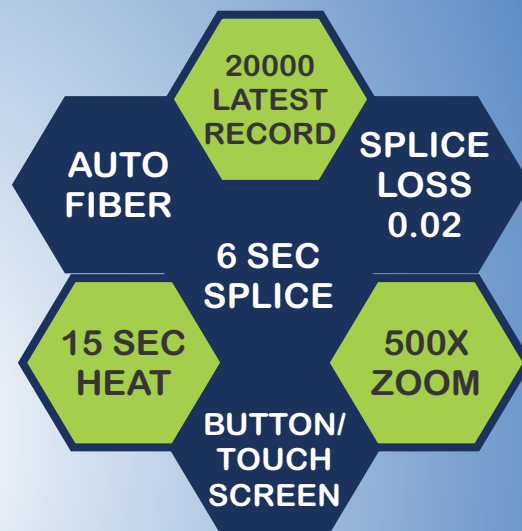 20000
LATEST
RECORD
AUTO
FIBER
SPLICE
LOSS
0.02
6 SEC
SPLICE
15 SEC
HEAT
500X
ZOOM
BUTTON/
TOUCH
SCREEN